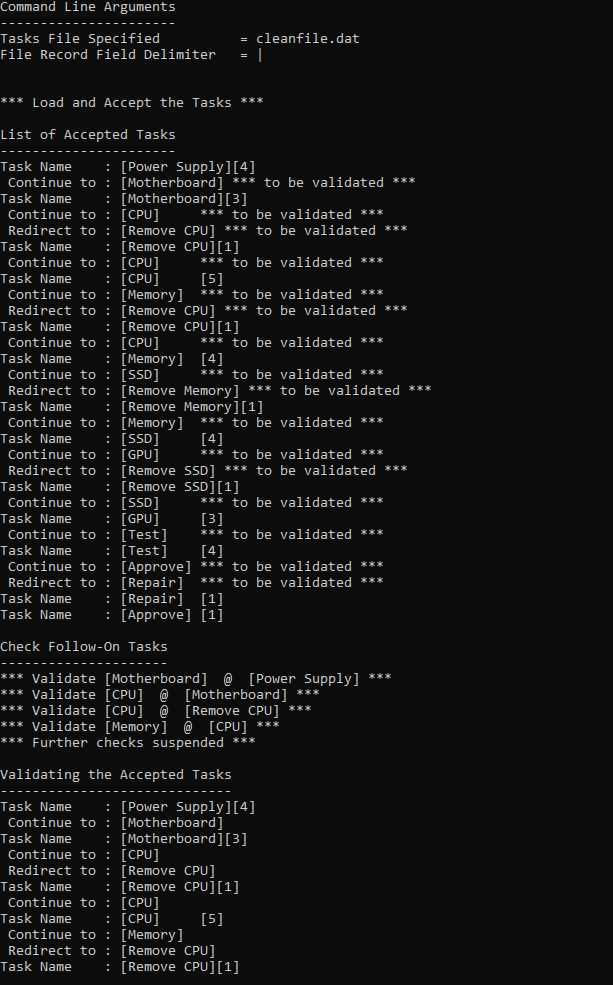 Command Line Arguments
----------------------
Tasks File Specified          = cleanfile.dat
File Record Field Delimiter   = |
*** Load and Accept the Tasks ***
List of Accepted Tasks
----------------------
Task Name    : [Power Supply][4]
 Continue to : [Motherboard] *** to be validated ***
Task Name    : [Motherboard][3]
 Continue to : [CPU]     *** to be validated ***
 Redirect to : [Remove CPU] *** to be validated ***
Task Name    : [Remove CPU][1]
 Continue to : [CPU]     *** to be validated ***
Task Name    : [CPU]     [5]
 Continue to : [Memory]  *** to be validated ***
 Redirect to : [Remove CPU] *** to be validated ***
Task Name    : [Remove CPU][1]
 Continue to : [CPU]     *** to be validated ***
Task Name    : [Memory]  [4]
 Continue to : [SSD]     *** to be validated ***
 Redirect to : [Remove Memory] *** to be validated ***
Task Name    : [Remove Memory][1]
 Continue to : [Memory]  *** to be validated ***
Task Name    : [SSD]     [4]
 Continue to : [GPU]     *** to be validated ***
 Redirect to : [Remove SSD] *** to be validated ***
Task Name    : [Remove SSD][1]
 Continue to : [SSD]     *** to be validated ***
Task Name    : [GPU]     [3]
 Continue to : [Test]    *** to be validated ***
Task Name    : [Test]    [4]
 Continue to : [Approve] *** to be validated ***
 Redirect to : [Repair]  *** to be validated ***
Task Name    : [Repair]  [1]
Task Name    : [Approve] [1]
Check Follow-On Tasks
---------------------
*** Validate [Motherboard]  @  [Power Supply] ***
*** Validate [CPU]  @  [Motherboard] ***
*** Validate [CPU]  @  [Remove CPU] ***
*** Validate [Memory]  @  [CPU] ***
*** Further checks suspended ***
Validating the Accepted Tasks
-----------------------------
Task Name    : [Power Supply][4]
 Continue to : [Motherboard]
Task Name    : [Motherboard][3]
 Continue to : [CPU]
 Redirect to : [Remove CPU]
Task Name    : [Remove CPU][1]
 Continue to : [CPU]
Task Name    : [CPU]     [5]
 Continue to : [Memory]
 Redirect to : [Remove CPU]
Task Name    : [Remove CPU][1]